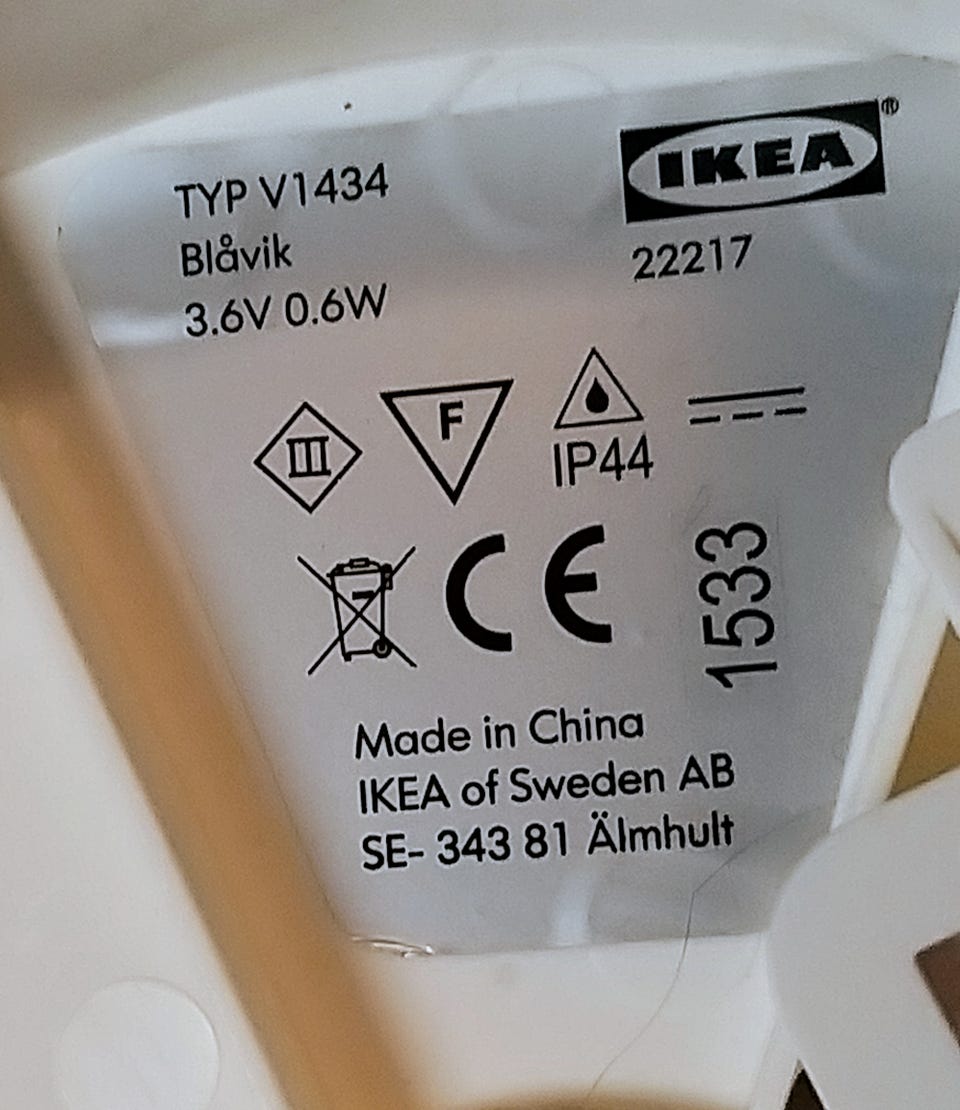 TYP V1434
Blåvik
3.6V 0.6W
IKEA®
22217
III
F
IP44
CE
1533
Made in China
IKEA of Sweden AB
SE- 343 81 Älmhult